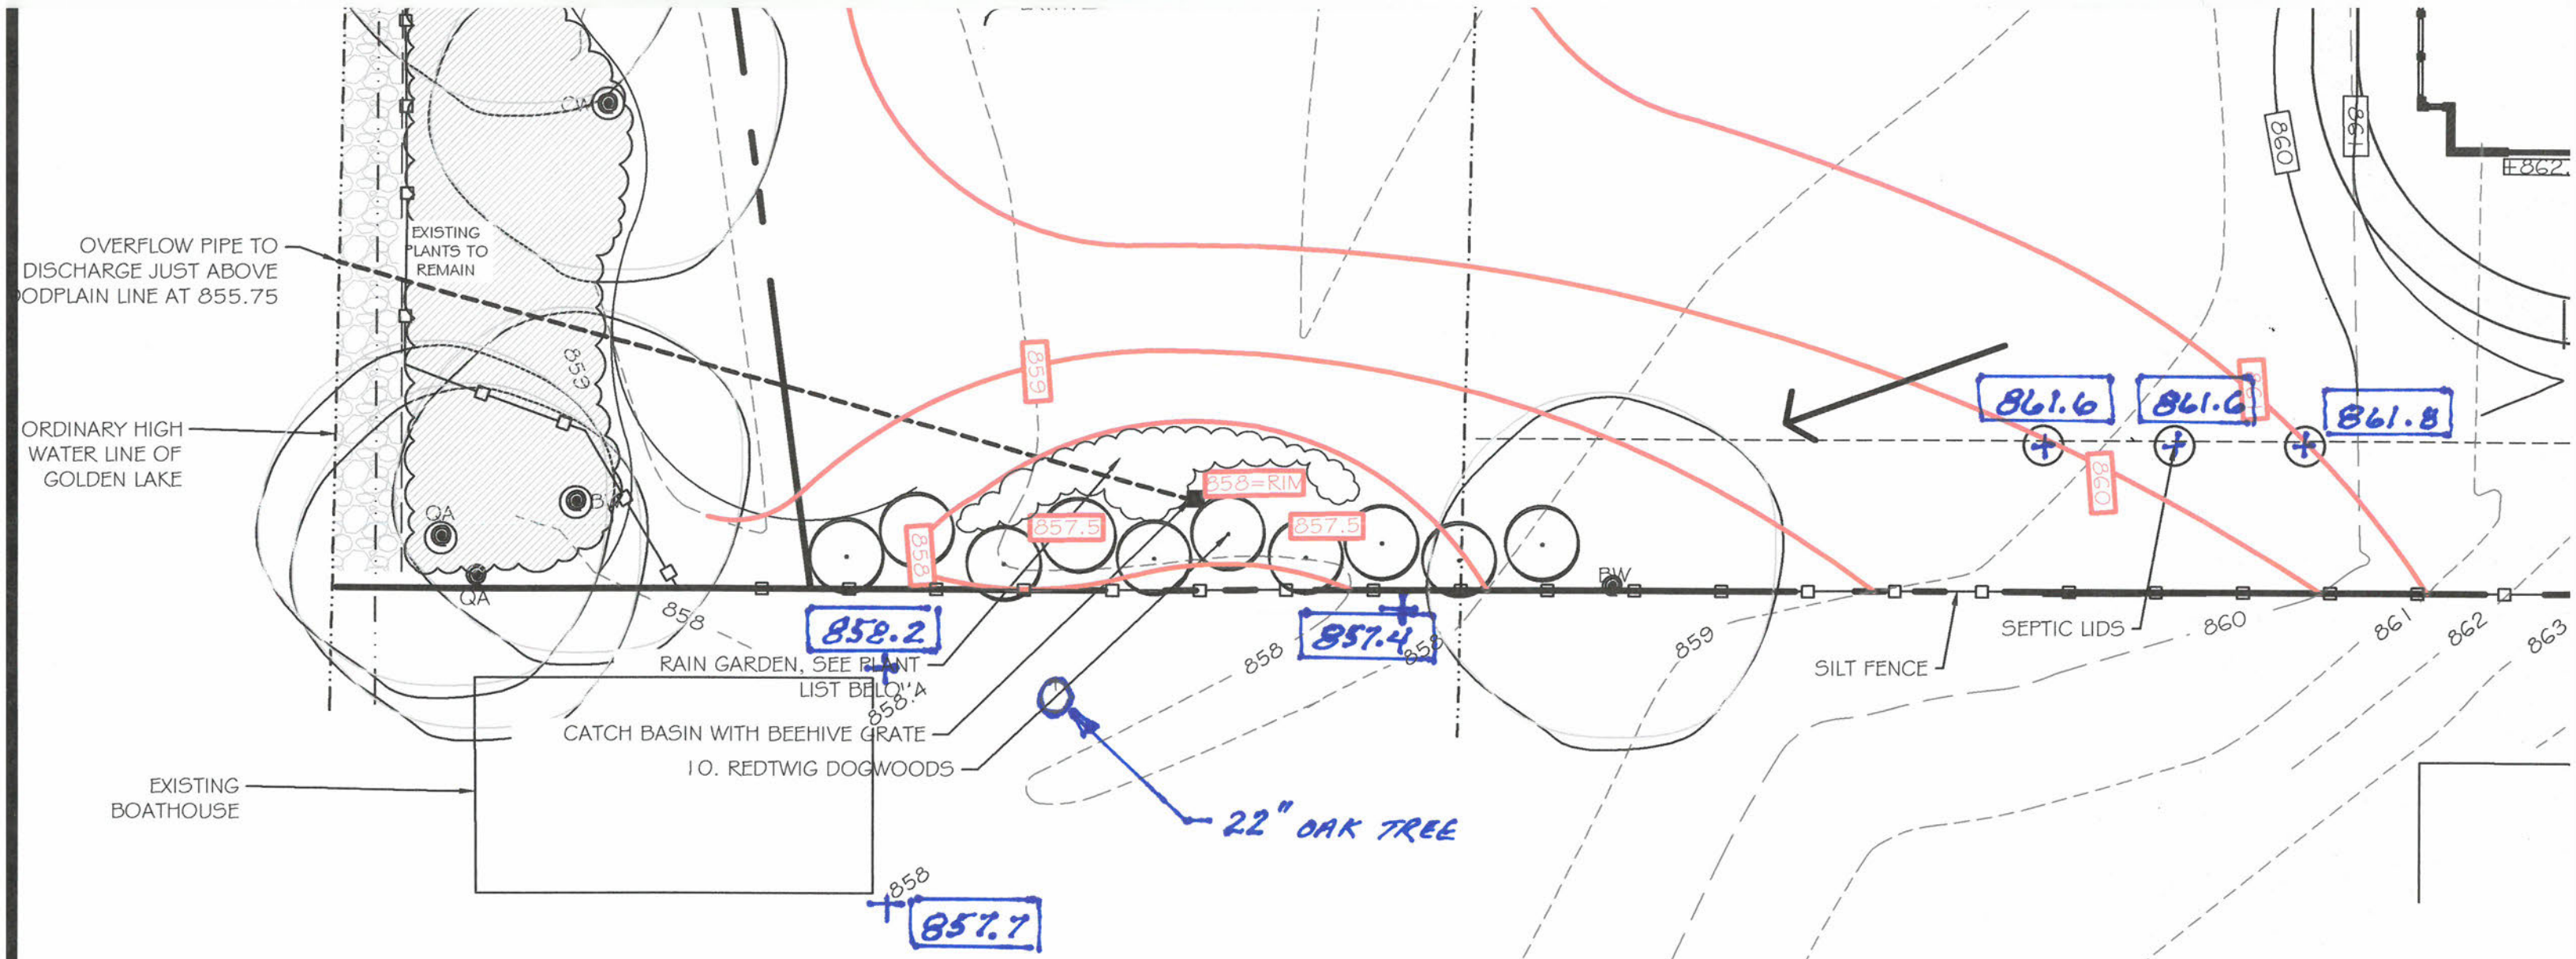 CW
860
861
862.
EXISTING
PLANTS TO
REMAIN
OVERFLOW PIPE TO
DISCHARGE JUST ABOVE
ODPLAIN LINE AT 855.75
859
859
861.6
861.6
861.8
ORDINARY HIGH
WATER LINE OF
GOLDEN LAKE
860
858=RIM
857.5
857.5
QA
858
BW
QA
858
858.2
857.4
858
858
859
SEPTIC LIDS
860
861
862
863
SILT FENCE
RAIN GARDEN, SEE PLANT
LIST BELOW
CATCH BASIN WITH BEEHIVE GRATE
10. REDTWIG DOGWOODS
EXISTING
BOATHOUSE
22" OAK TREE
858
857.7